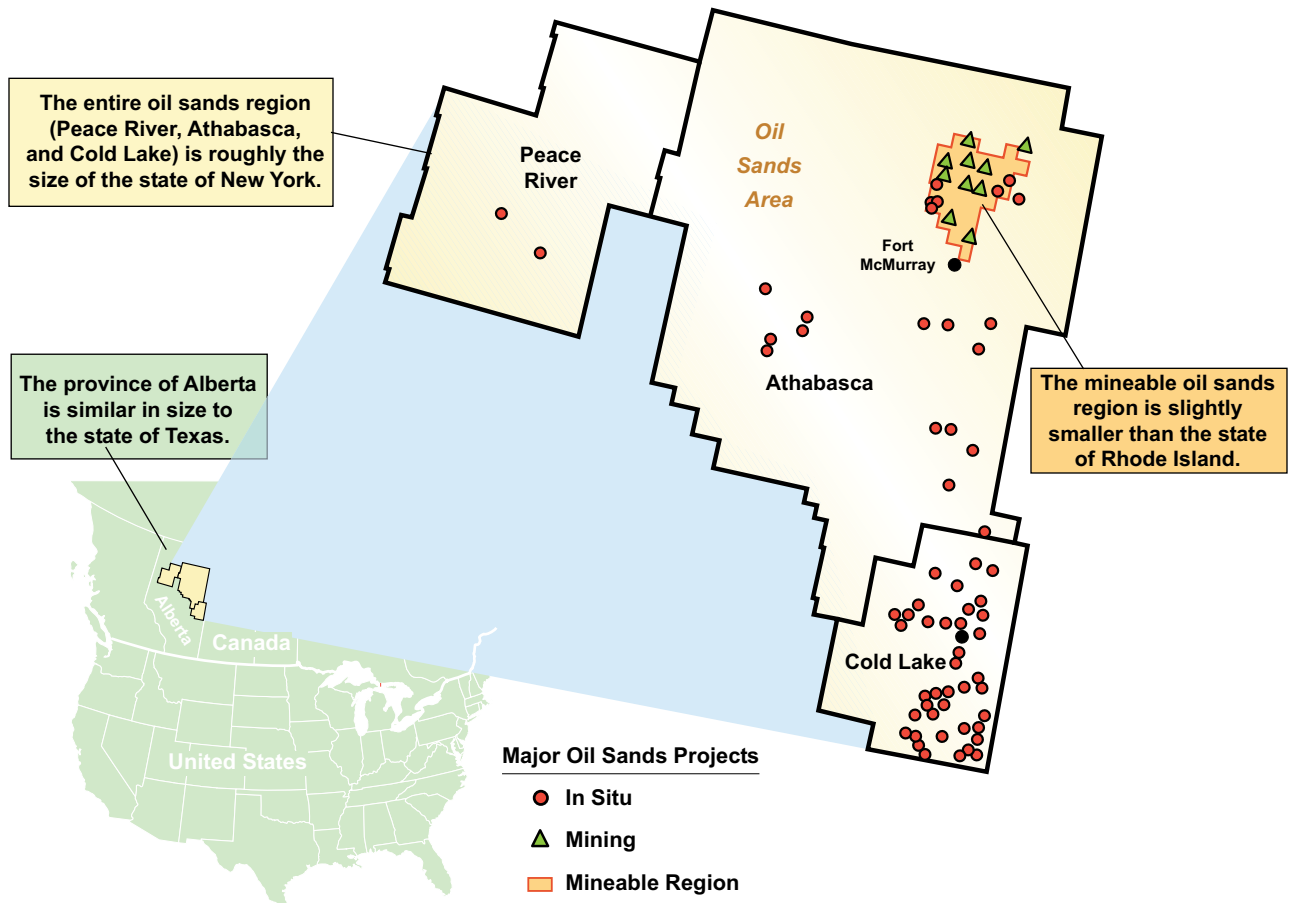 The entire oil sands region
(Peace River, Athabasca,
and Cold Lake) is roughly the
size of the state of New York.
Peace
River
Oil
Sands
Area
Fort
McMurray
Athabasca
The province of Alberta
is similar in size to
the state of Texas.
The mineable oil sands
region is slightly
smaller than the state
of Rhode Island.
Alberta
Canada
Cold Lake
United States
Major Oil Sands Projects
In Situ
Mining
Mineable Region